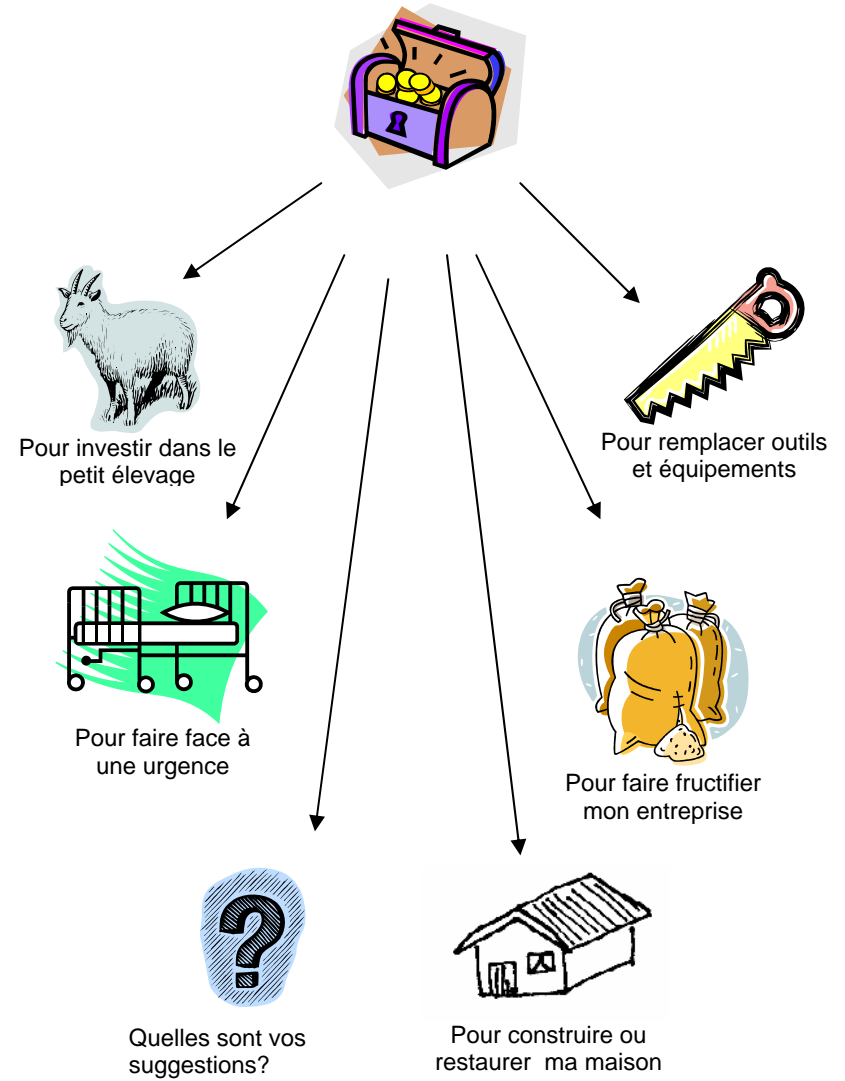 Pour investir dans le
petit élevage
Pour remplacer outils
et équipements
Pour faire face à
une urgence
Pour faire fructifier
mon entreprise
Quelles sont vos
suggestions?
Pour construire ou
restaurer ma maison